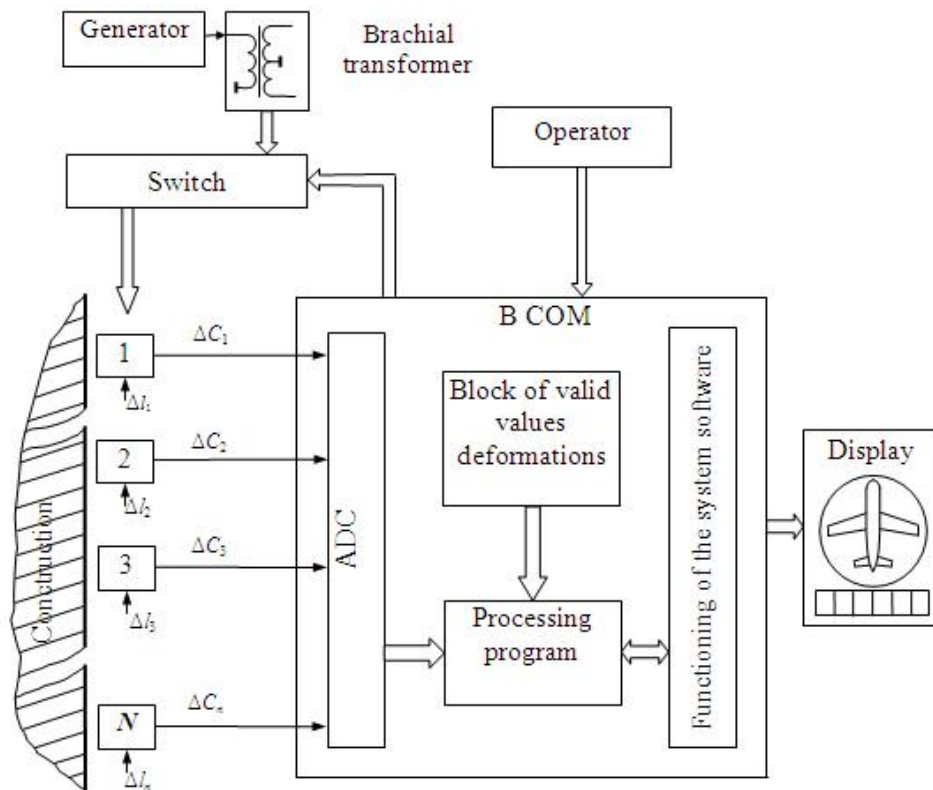 Generator
Brachial
transformer
Operator
Switch
B COM
1
ΔC₁
Δl₁
2
ΔC₂
Δl₂
3
ΔC₃
Δl₃
N
ΔCₙ
Δlₙ
Conctruction
ADC
Block of valid
values
deformations
Processing
program
Functioning of the system software
Display